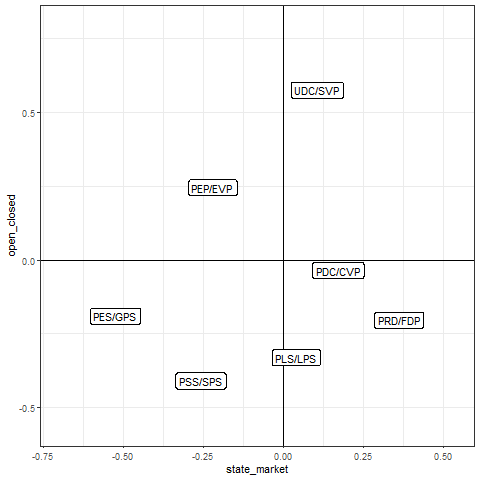 UDC/SVP
0.5
PEP/EVP
open_closed
0.0
PDC/CVP
PES/GPS
PRD/FDP
PLS/LPS
PSS/SPS
-0.5
-0.75 -0.50 -0.25 0.00 0.25 0.50
state_market